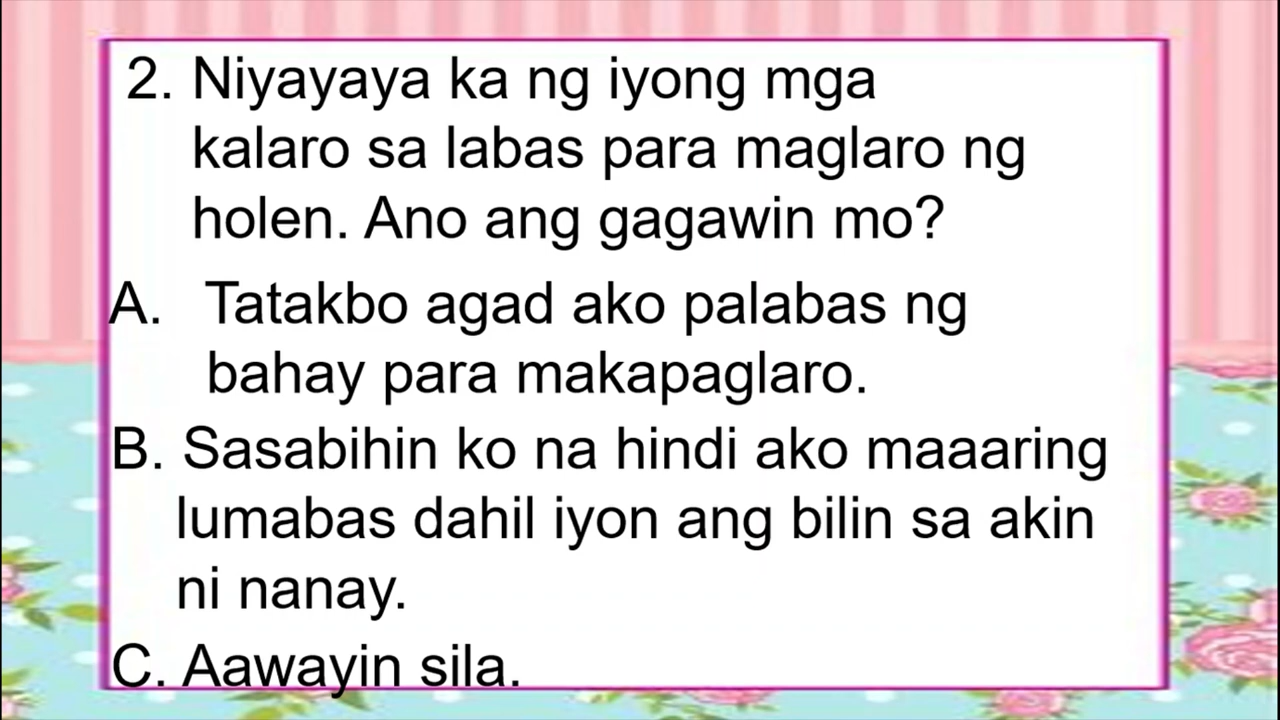 2. Niyayaya ka ng iyong mga
kalaro sa labas para maglaro ng
holen. Ano ang gagawin mo?
A. Tatakbo agad ako palabas ng
bahay para makapaglaro.
B. Sasabihin ko na hindi ako maaaring
lumabas dahil iyon ang bilin sa akin
ni nanay.
C. Aawayin sila.